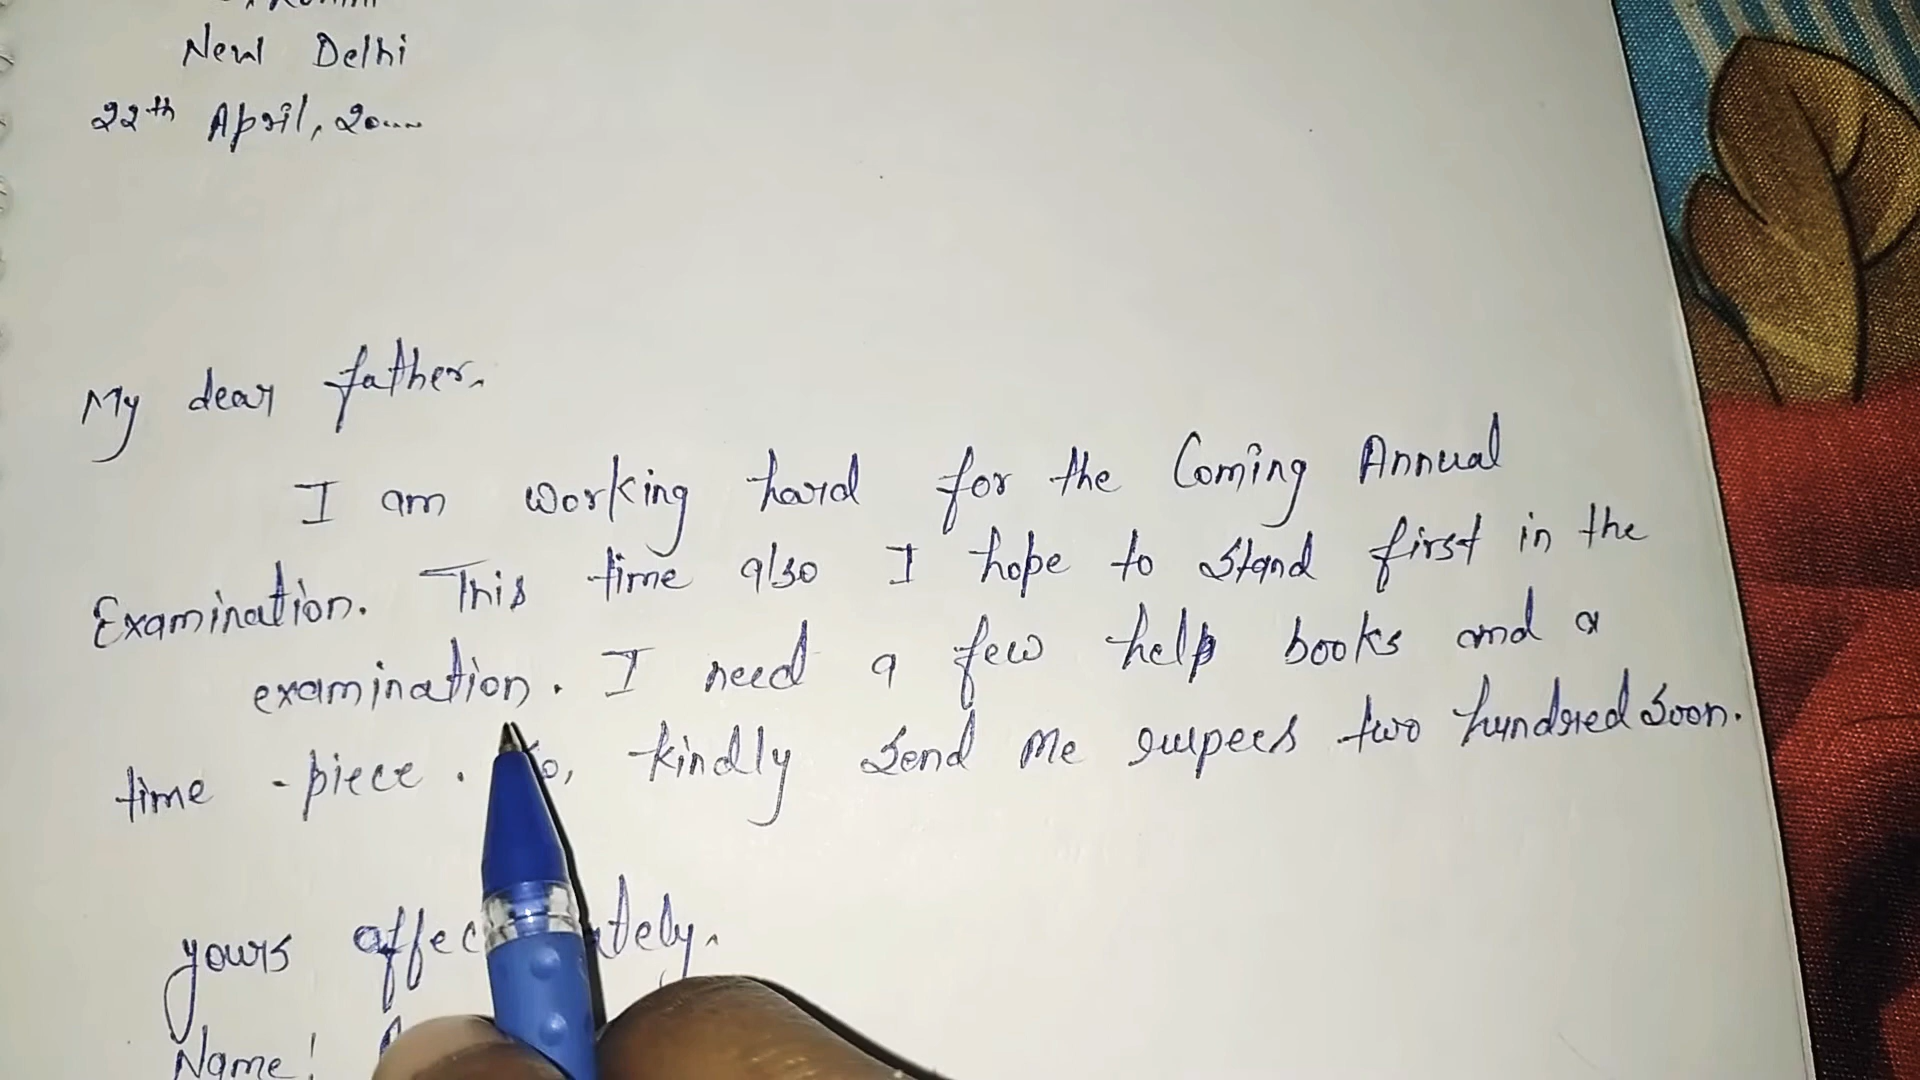 New Delhi
22th April, 20....
My dear father,
I am working hard for the Coming Annual
Examination. This time also I hope to stand first in the
examination. I need a few help books and a
time - piece. So, kindly send me rupees two hundred soon.
yours
Name: